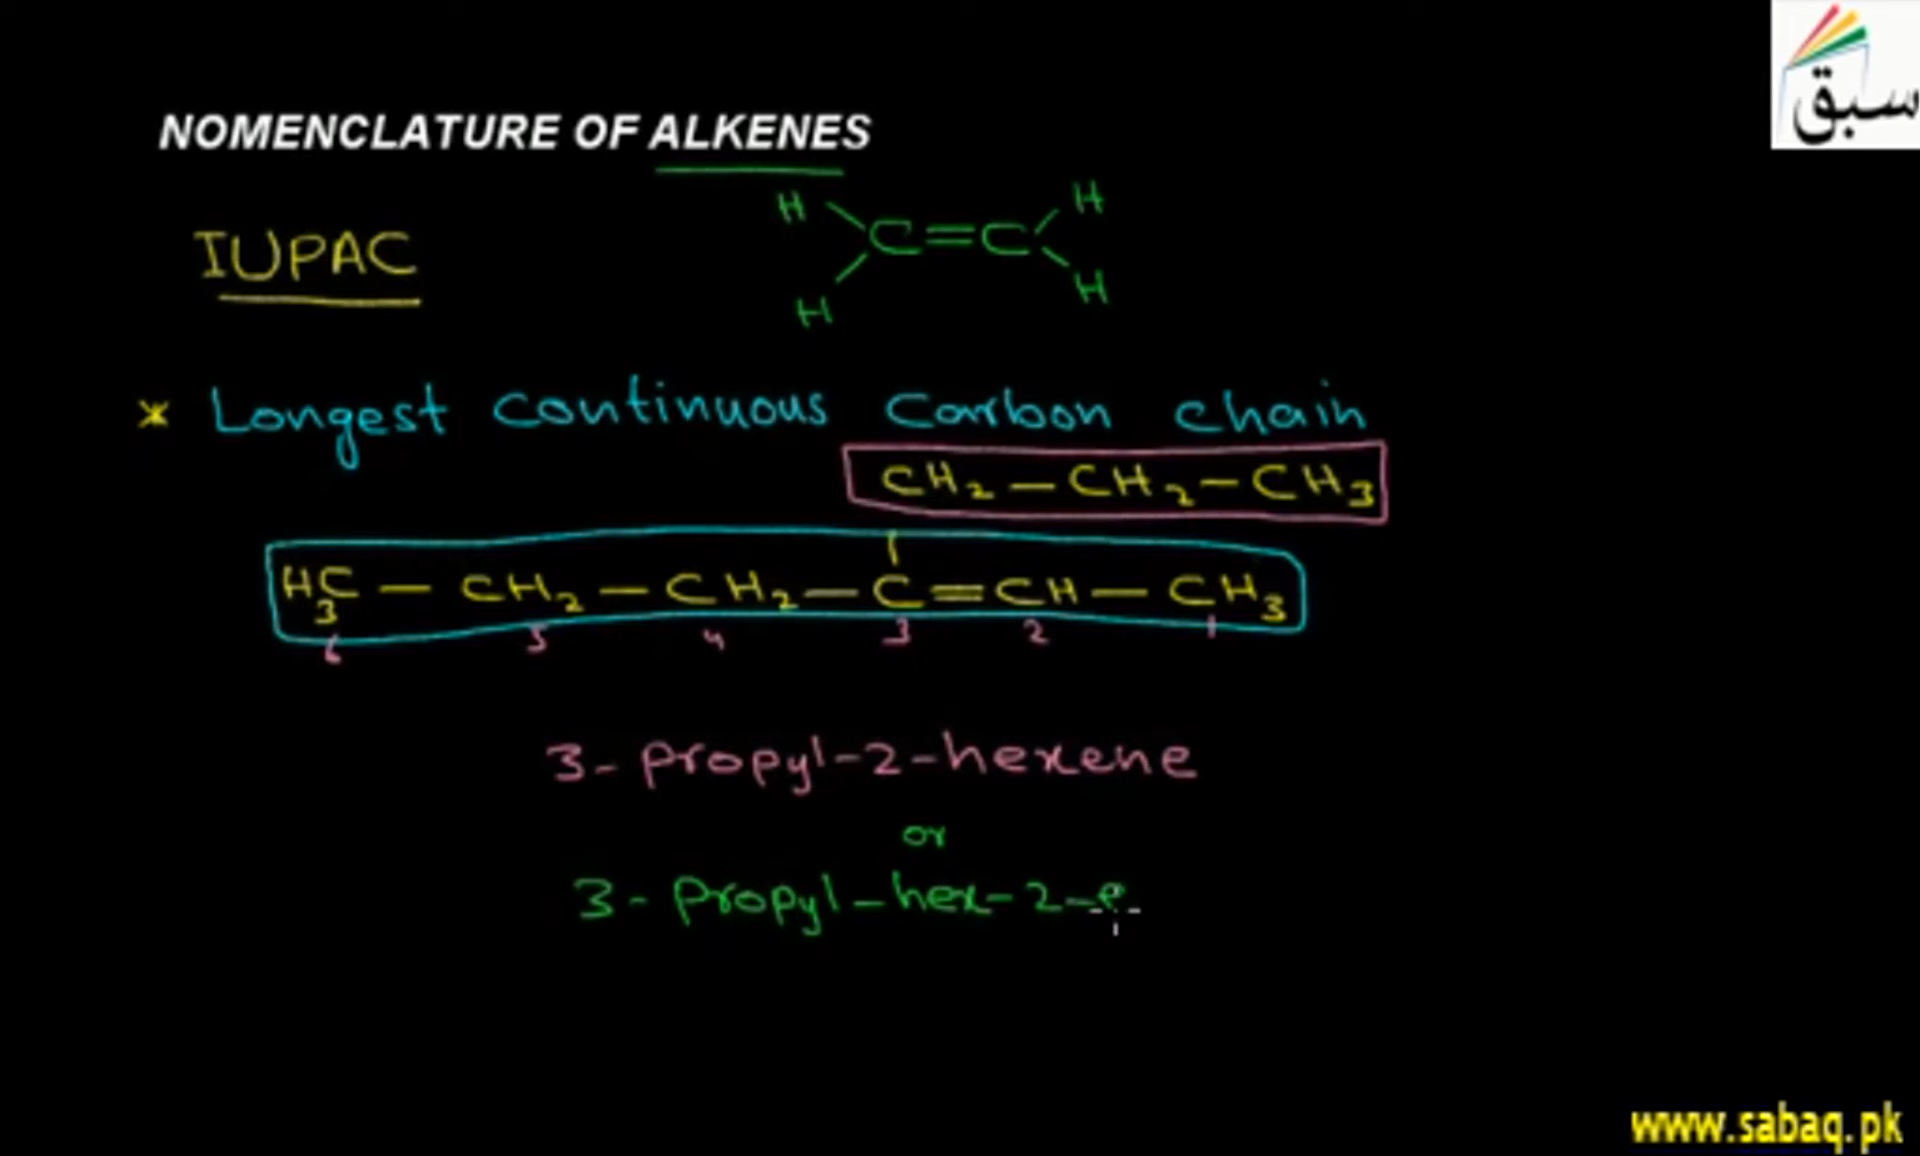 سبق
NOMENCLATURE OF ALKENES
IUPAC
H H
C=C
H H
* Longest continuous carbon chain
CH₂ — CH₂ — CH₃
H₃C — CH₂ — CH₂ — C = CH — CH₃
6 5 4 3 2 1
3- propyl-2-hexene
or
3- Propyl-hex-2-e
www.sabaq.pk